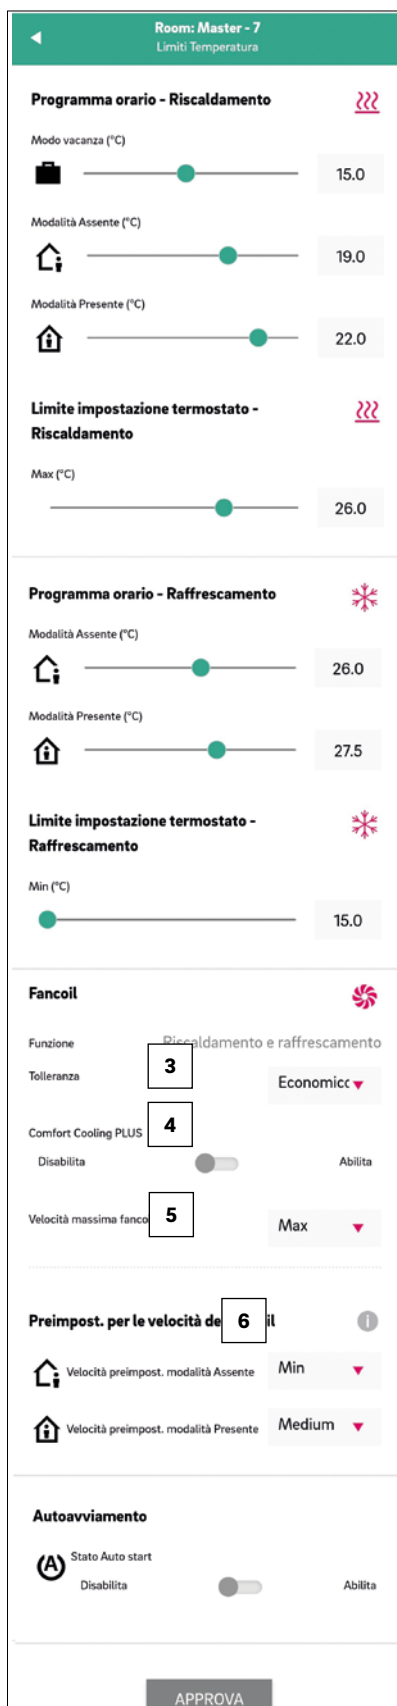 Room: Master - 7
Limiti Temperatura
Programma orario - Riscaldamento
Modo vacanza (°C)
15.0
Modalità Assente (°C)
19.0
Modalità Presente (°C)
22.0
Limite impostazione termostato -
Riscaldamento
Max (°C)
26.0
Programma orario - Raffrescamento
Modalità Assente (°C)
26.0
Modalità Presente (°C)
27.5
Limite impostazione termostato -
Raffrescamento
Min (°C)
15.0
Fancoil
Funzione Riscaldamento e raffrescamento
Tolleranza 3 Economico
Comfort Cooling PLUS 4
Disabilita Abilita
Velocità massima fanco 5 Max
Preimpost. per le velocità de 6 il
Velocità preimpost. modalità Assente Min
Velocità preimpost. modalità Presente Medium
Autoavviamento
A Stato Auto start
Disabilita Abilita
APPROVA